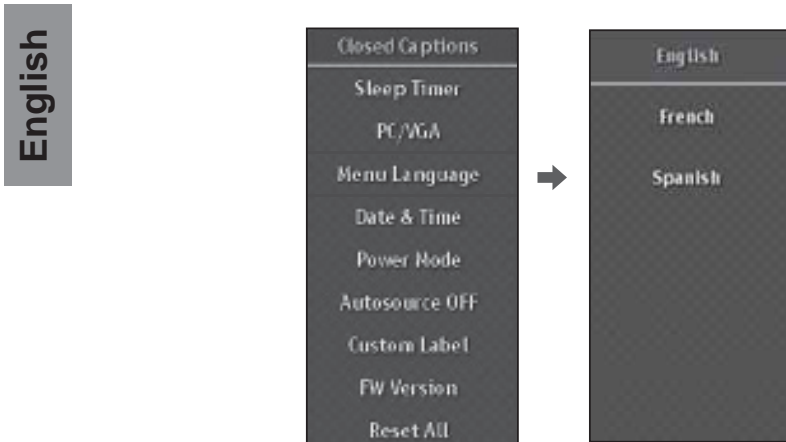 English
Closed Captions
Sleep Timer
PC/VGA
Menu Language
Date & Time
Power Mode
Autosource OFF
Custom Label
FW Version
Reset All
English
French
Spanish